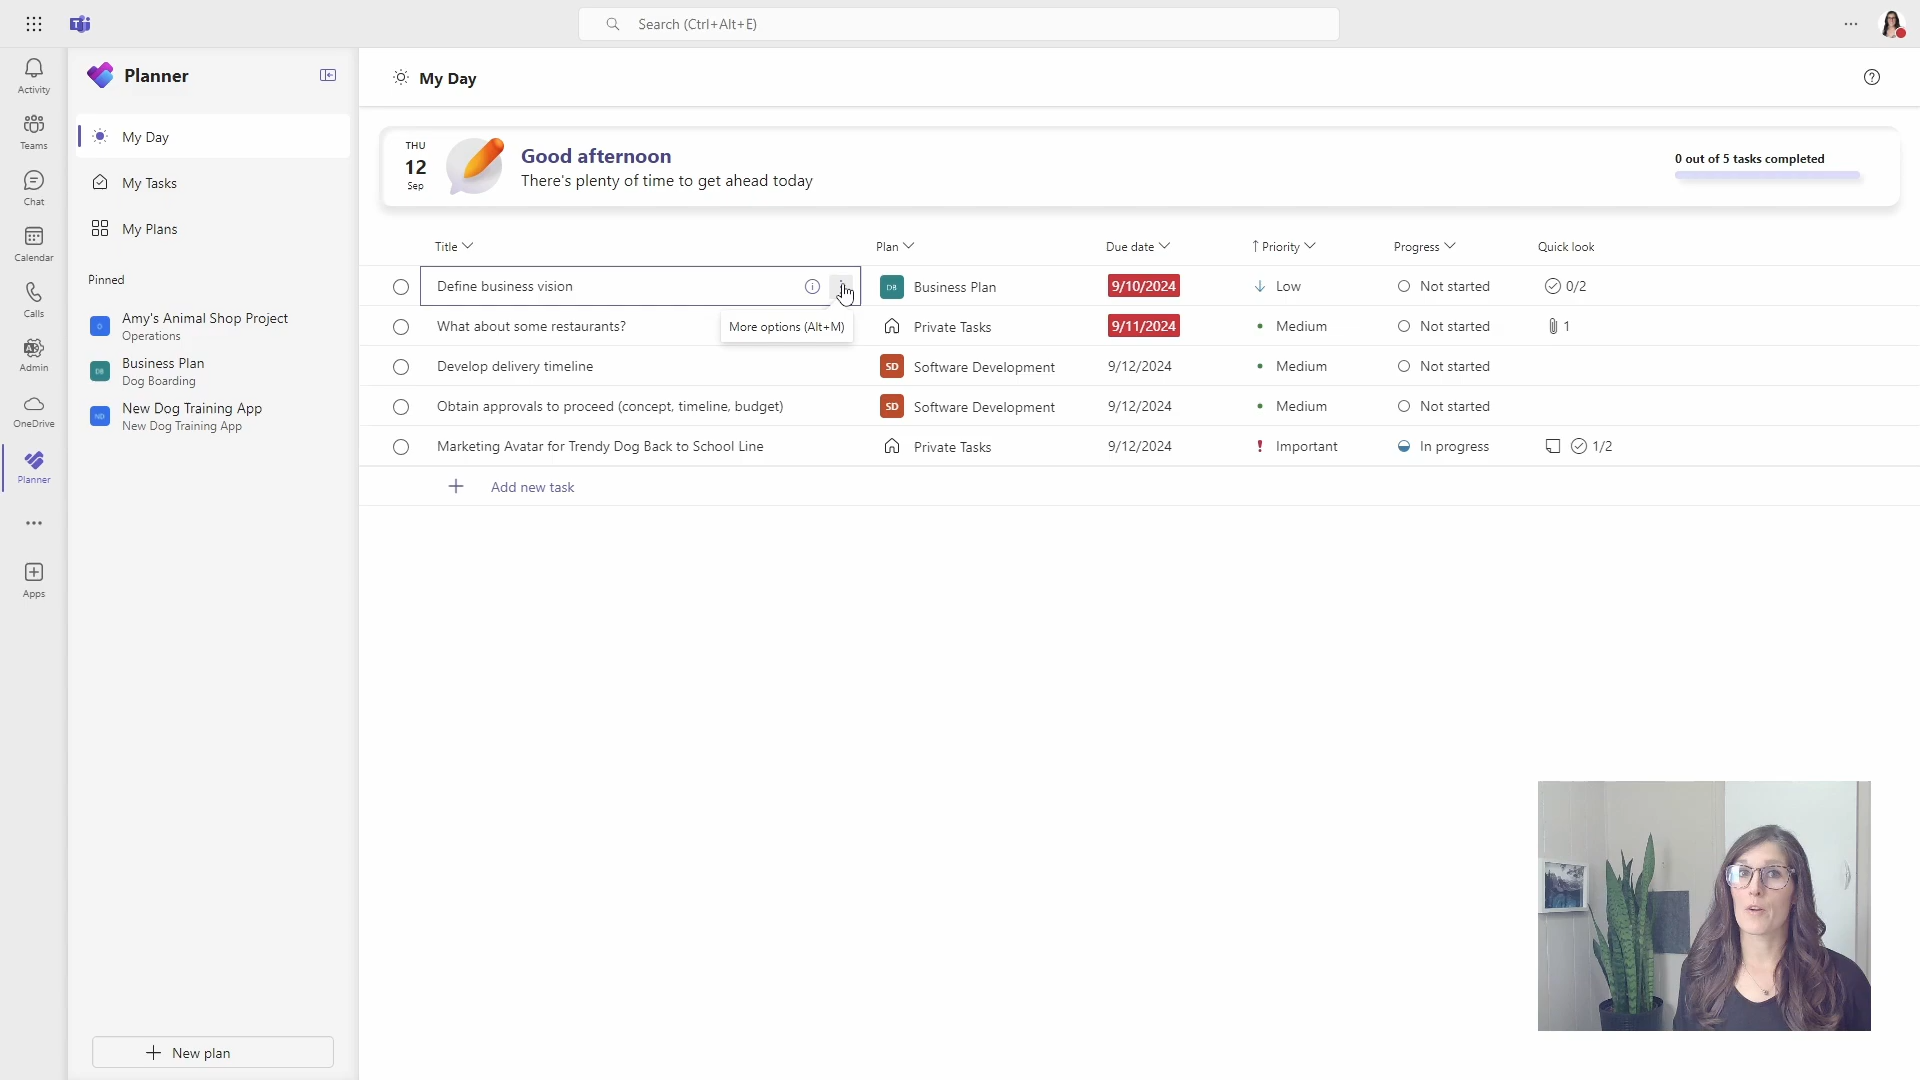 Search (Ctrl+Alt+E)
Activity
Teams
Chat
Calendar
Calls
Admin
OneDrive
Planner
Apps
Planner
My Day
My Tasks
My Plans
Pinned
Amy's Animal Shop Project
Operations
DB
Business Plan
Dog Boarding
ND
New Dog Training App
New Dog Training App
New plan
My Day
THU
12
Sep
Good afternoon
There's plenty of time to get ahead today
0 out of 5 tasks completed
Title Plan Due date Priority Progress Quick look
Define business vision DB Business Plan 9/10/2024 Low Not started 0/2
What about some restaurants? Private Tasks 9/11/2024 Medium Not started 1
More options (Alt+M)
Develop delivery timeline SD Software Development 9/12/2024 Medium Not started
Obtain approvals to proceed (concept, timeline, budget) SD Software Development 9/12/2024 Medium Not started
Marketing Avatar for Trendy Dog Back to School Line Private Tasks 9/12/2024 Important In progress 1/2
Add new task